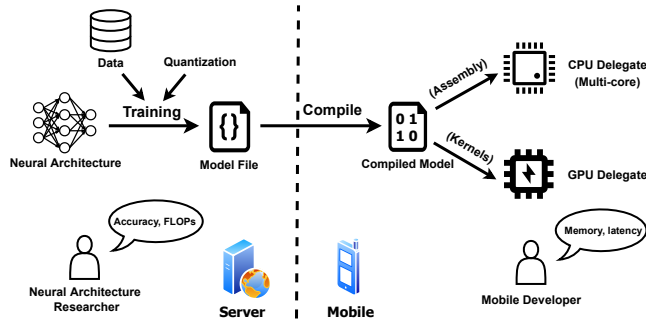 Data
Quantization
Training
Compile
Neural Architecture
{}
Model File
0 1
1 0
Compiled Model
(Assembly)
(Kernels)
CPU Delegate
(Multi-core)
GPU Delegate
Accuracy, FLOPs
Neural Architecture
Researcher
Server
Mobile
Memory, latency
Mobile Developer